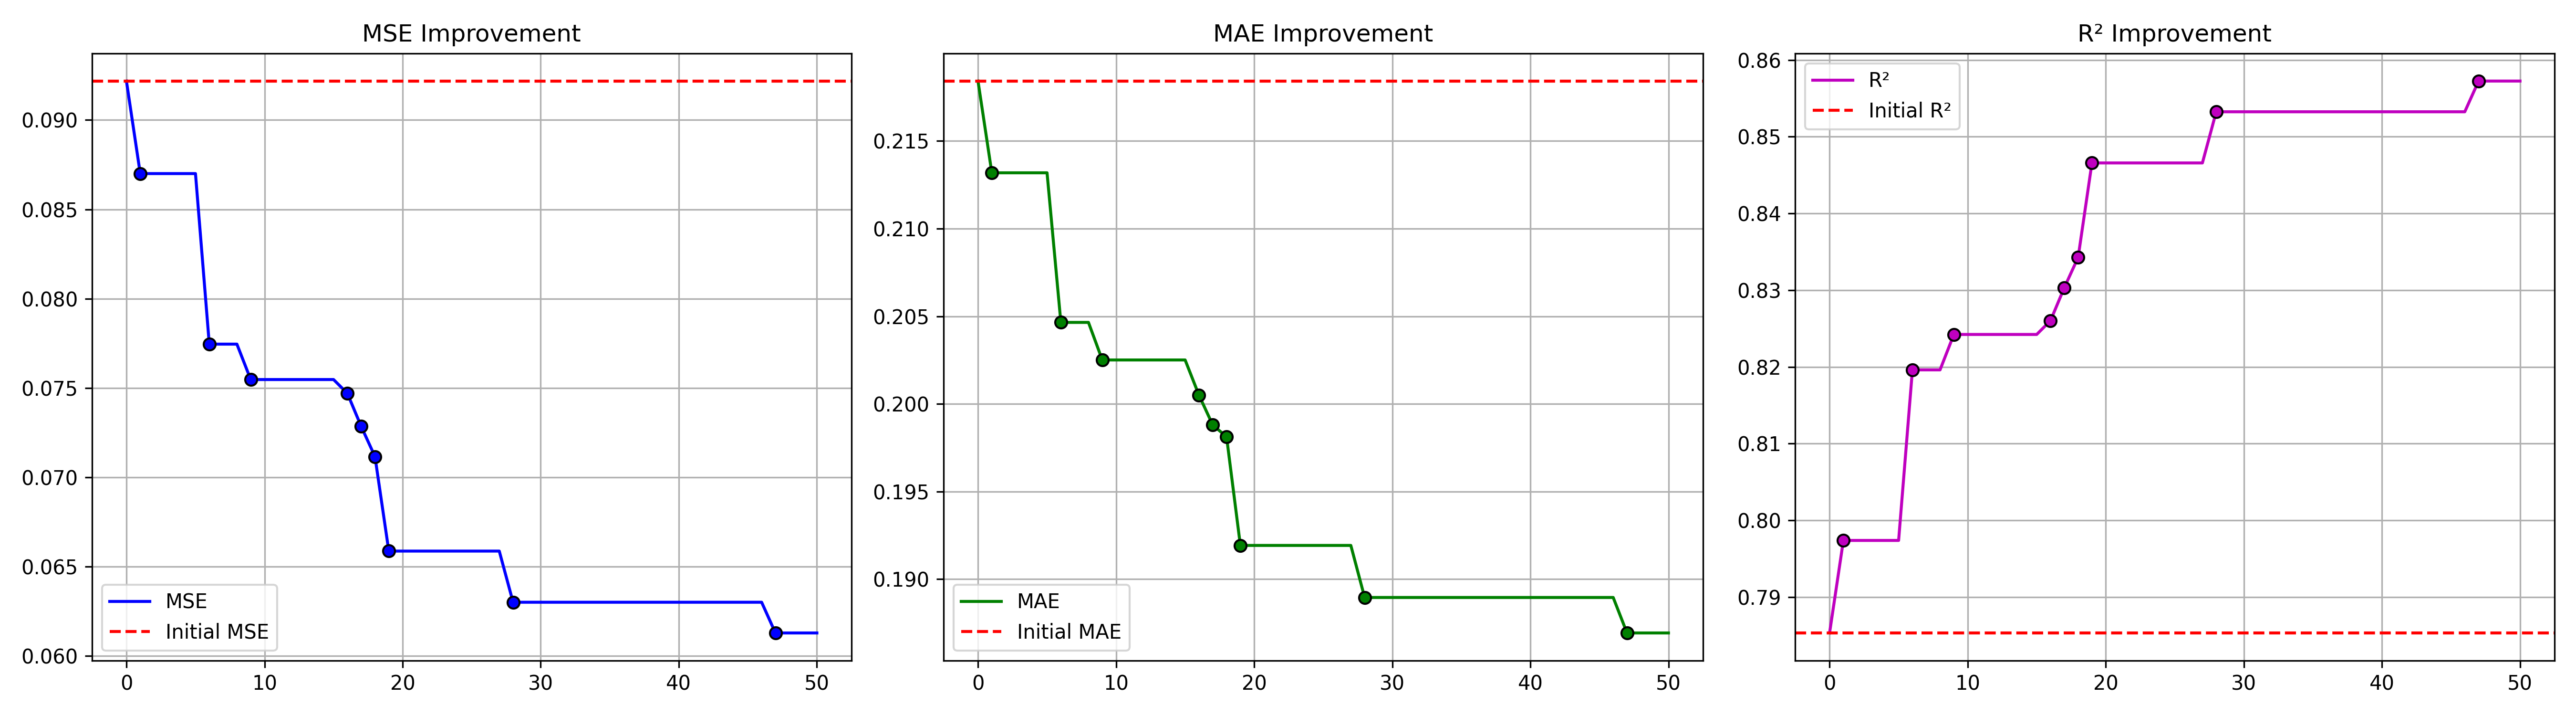 MSE Improvement
0.090
0.085
0.080
0.075
0.070
0.065
0.060
MSE
Initial MSE
0 10 20 30 40 50
MAE Improvement
0.215
0.210
0.205
0.200
0.195
0.190
MAE
Initial MAE
0 10 20 30 40 50
R² Improvement
0.86
0.85
0.84
0.83
0.82
0.81
0.80
0.79
R²
Initial R²
0 10 20 30 40 50